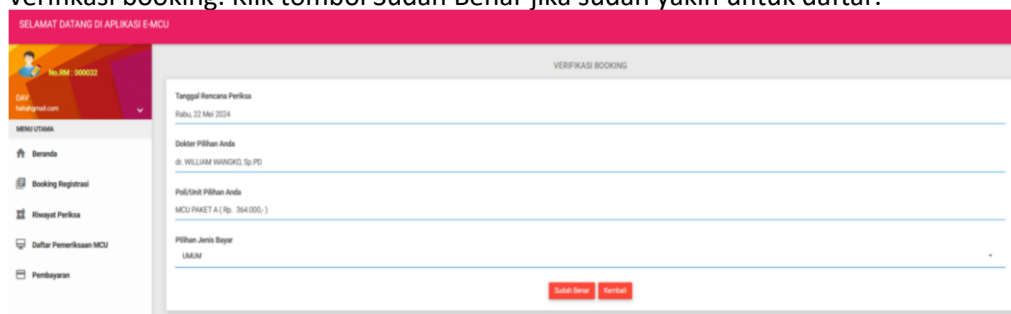 Verifikasi booking. Klik tombol Sudah Benar jika sudah yakin untuk daftar.
SELAMAT DATANG DI APLIKASI E-MCU
No.RM : 000032
DAV
MENU UTAMA
Beranda
Booking Registrasi
Riwayat Periksa
Daftar Pemeriksaan MCU
Pembayaran
VERIFIKASI BOOKING
Tanggal Rencana Periksa
Rabu, 22 Mei 2024
Dokter Pilihan Anda
dr. WILLIAM WANGKO, Sp.PD
Poli/Unit Pilihan Anda
MCU PAKET A ( Rp. 364.000,- )
Pilihan Jenis Bayar
UMUM
Sudah Benar
Kembali